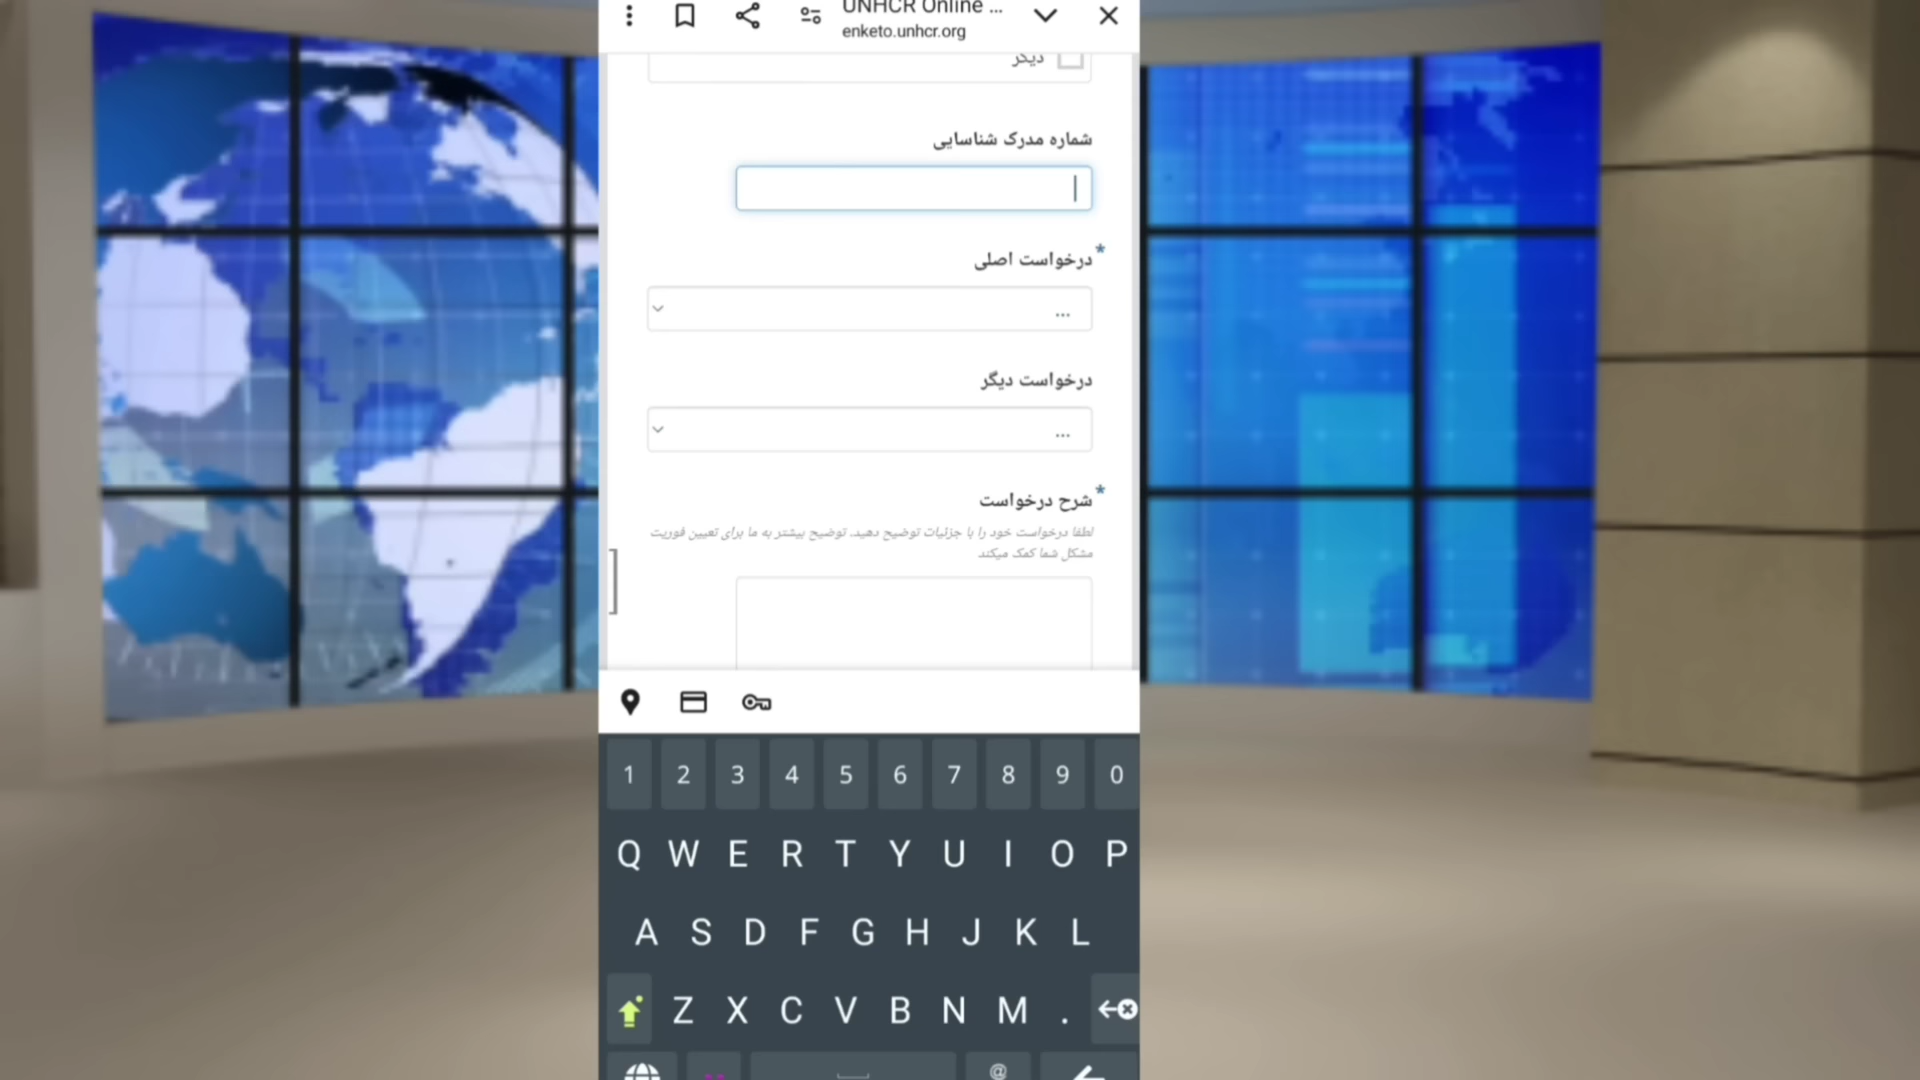 UNHCR Online ...
enketo.unhcr.org
دیگر
شماره مدرک شناسایی
* درخواست اصلی
...
درخواست دیگر
...
* شرح درخواست
لطفا درخواست خود را با جزئیات توضیح دهید. توضیح بیشتر به ما برای تعیین فوریت
مشکل شما کمک میکند
1 2 3 4 5 6 7 8 9 0
Q W E R T Y U I O P
A S D F G H J K L
Z X C V B N M .
@